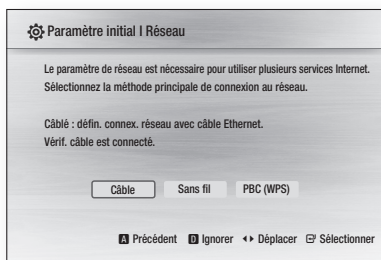 Paramètre initial I Réseau
Le paramètre de réseau est nécessaire pour utiliser plusieurs services Internet.
Sélectionnez la méthode principale de connexion au réseau.
Câblé : défin. connex. réseau avec câble Ethernet.
Vérif. câble est connecté.
Câble Sans fil PBC (WPS)
A Précédent D Ignorer Déplacer Sélectionner